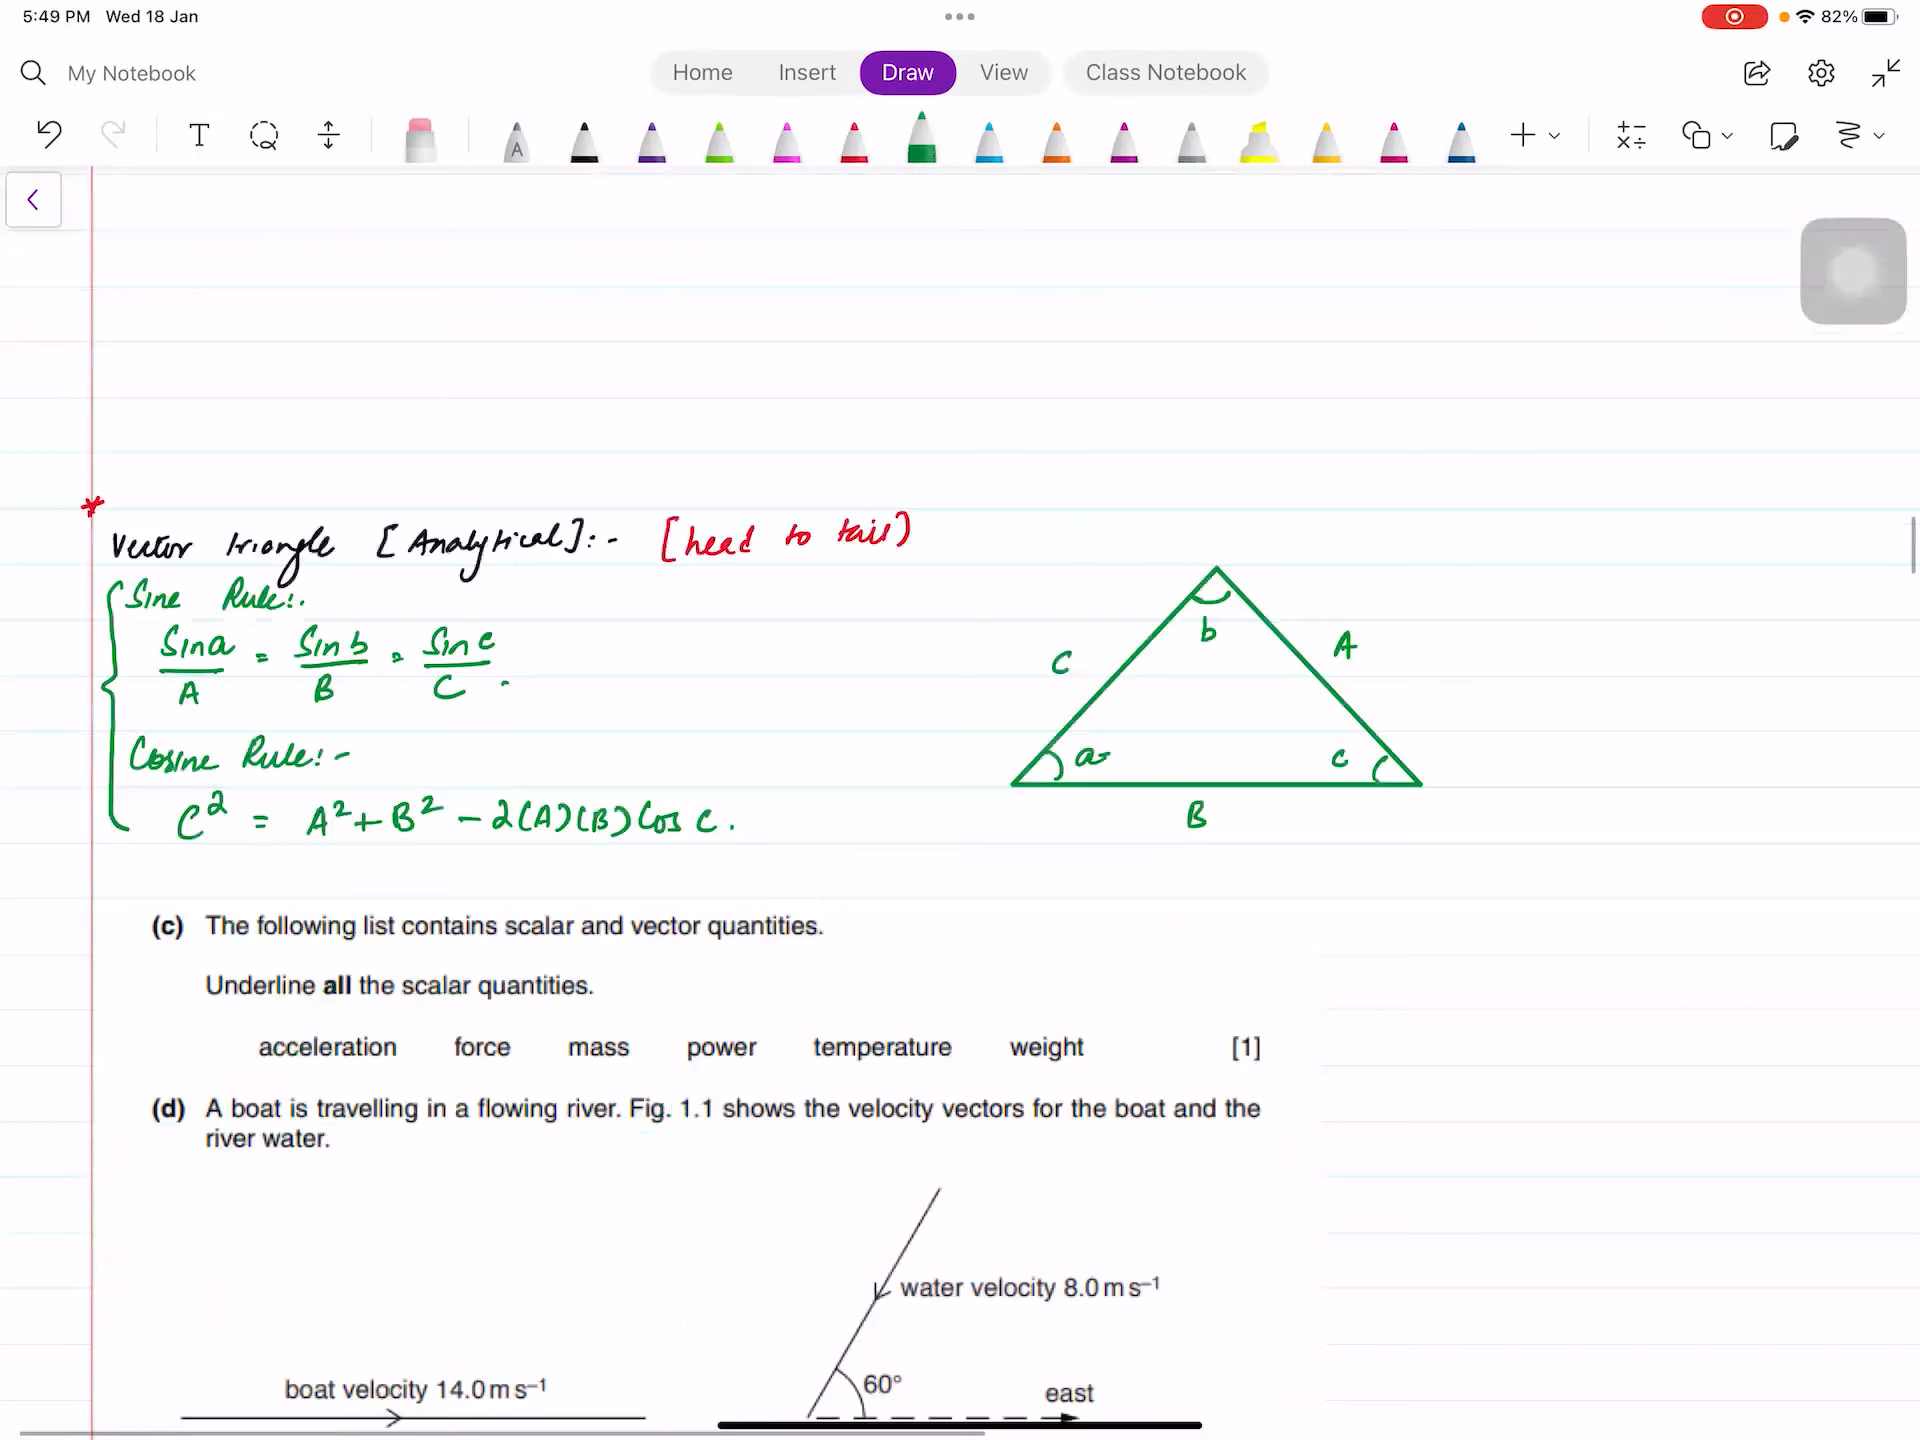 5:49 PM Wed 18 Jan
82%
My Notebook
Home Insert Draw View Class Notebook
T A
Vector triangle [Analytical]:- [head to tail]
Sine Rule:.
Sina/A = Sin b/B = Sin c/C .
Cosine Rule:-
C² = A²+B² - 2(A)(B) Cos c.
b
C
A
a
c
B
(c) The following list contains scalar and vector quantities.
Underline all the scalar quantities.
acceleration force mass power temperature weight [1]
(d) A boat is travelling in a flowing river. Fig. 1.1 shows the velocity vectors for the boat and the
river water.
water velocity 8.0 m s⁻¹
60°
boat velocity 14.0 m s⁻¹
east